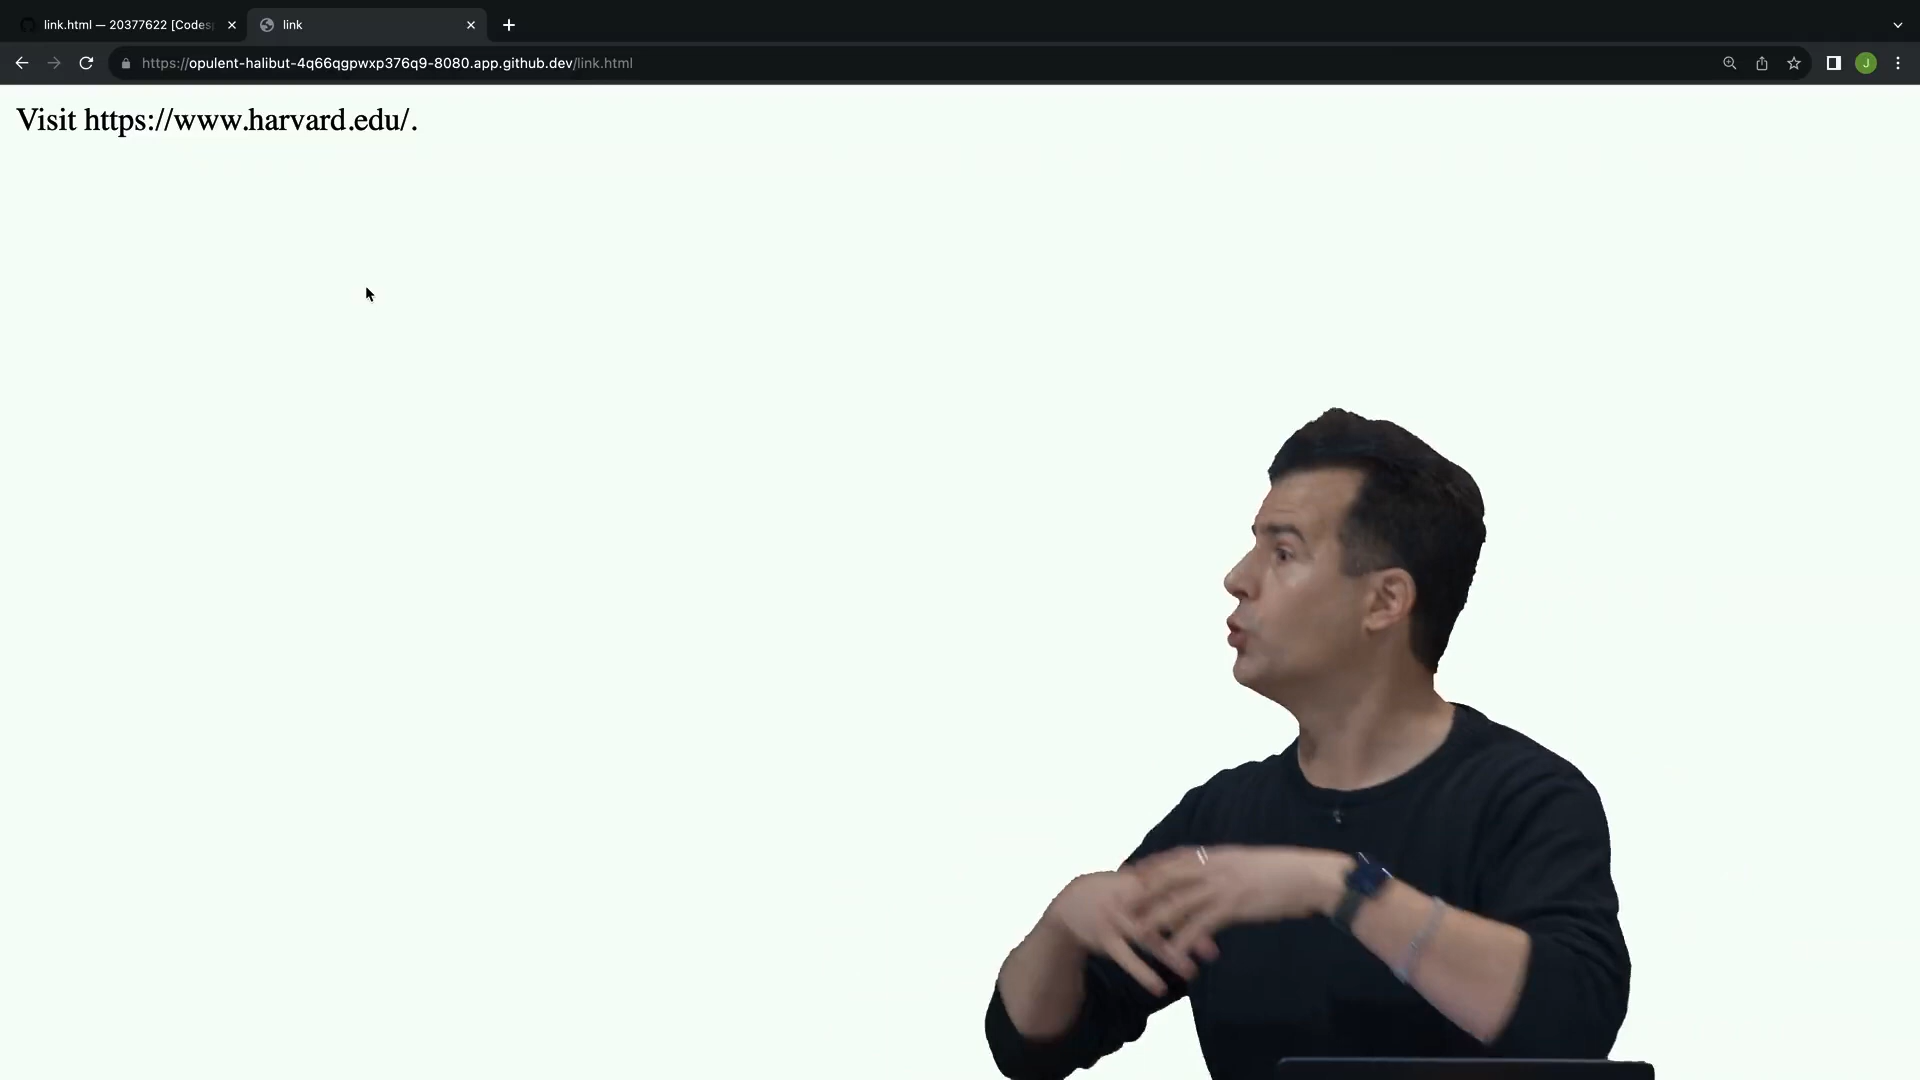 link.html — 20377622 [Codes
link
https://opulent-halibut-4q66qgpwxp376q9-8080.app.github.dev/link.html
J
Visit https://www.harvard.edu/.